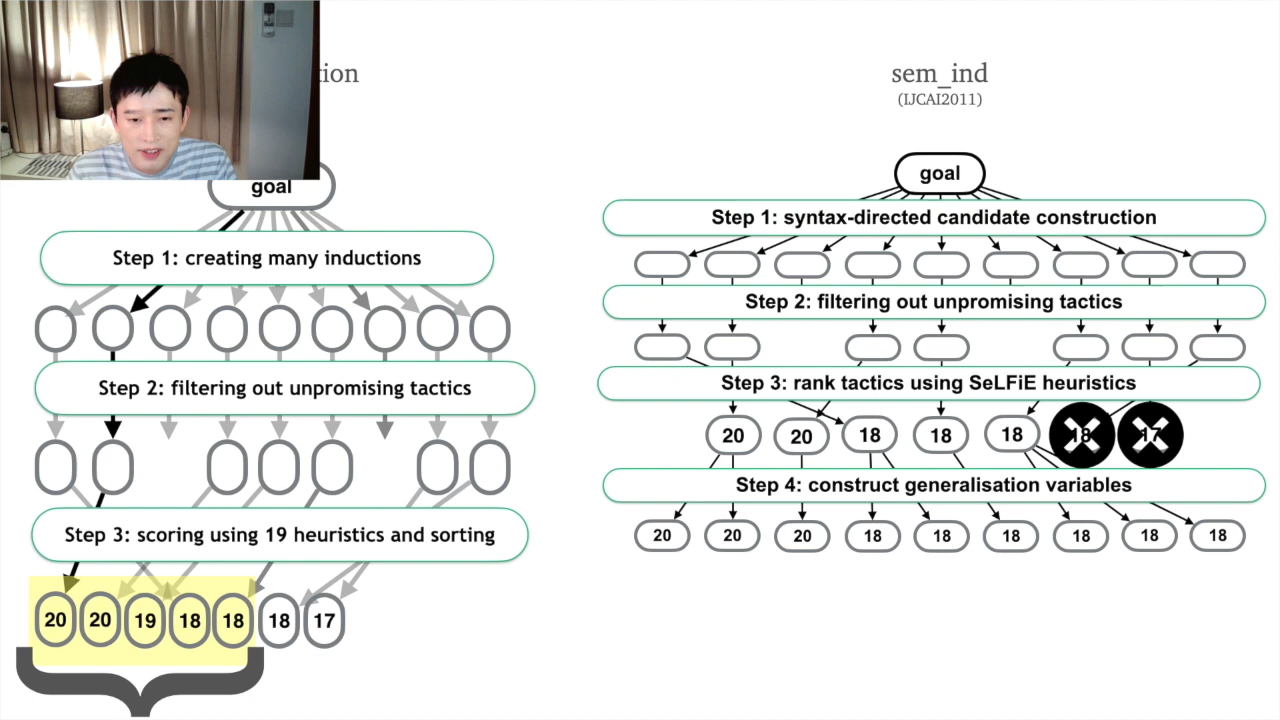 tion
goal
Step 1: creating many inductions
Step 2: filtering out unpromising tactics
Step 3: scoring using 19 heuristics and sorting
20 20 19 18 18 18 17
sem_ind
(IJCAI2011)
goal
Step 1: syntax-directed candidate construction
Step 2: filtering out unpromising tactics
Step 3: rank tactics using SeLFiE heuristics
20 20 18 18 18 18 17
Step 4: construct generalisation variables
20 20 20 18 18 18 18 18 18